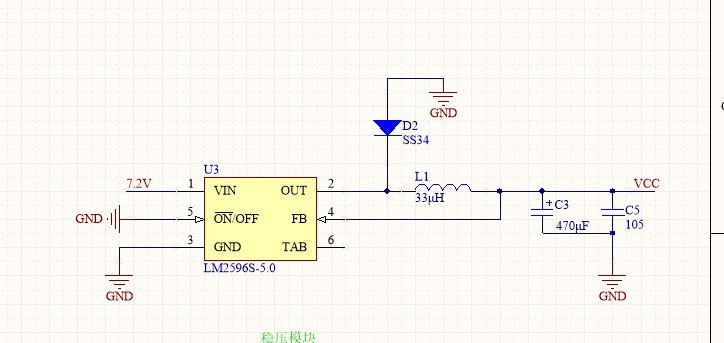 GND
D2
SS34
U3
L1
7.2V
1
VIN
OUT
2
33μH
VCC
GND
5
ON/OFF
FB
4
+
C3
470μF
C5
105
3
GND
TAB
6
LM2596S-5.0
GND
GND
稳压模块